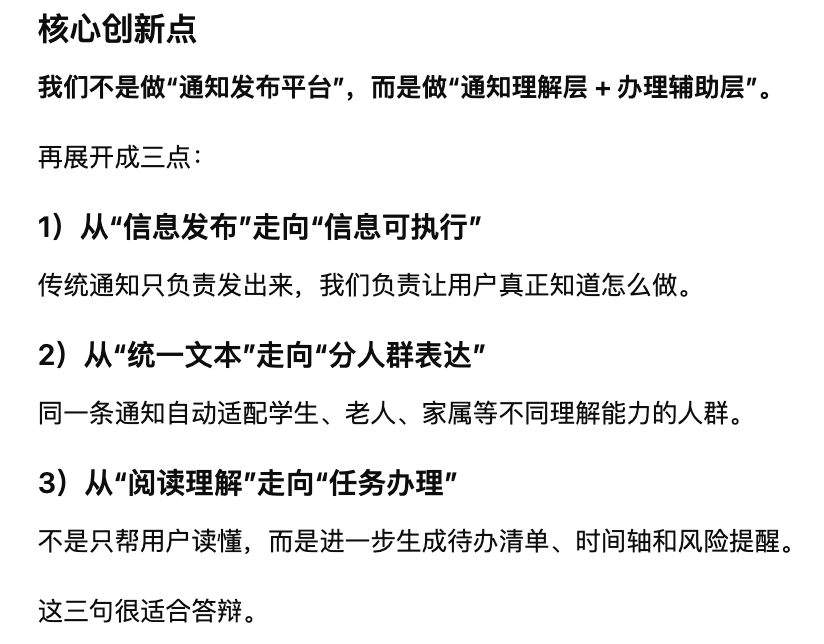 核心创新点
我们不是做“通知发布平台”，而是做“通知理解层 + 办理辅助层”。
再展开成三点：
1）从“信息发布”走向“信息可执行”
传统通知只负责发出来，我们负责让用户真正知道怎么做。
2）从“统一文本”走向“分人群表达”
同一条通知自动适配学生、老人、家属等不同理解能力的人群。
3）从“阅读理解”走向“任务办理”
不是只帮用户读懂，而是进一步生成待办清单、时间轴和风险提醒。
这三句很适合答辩。